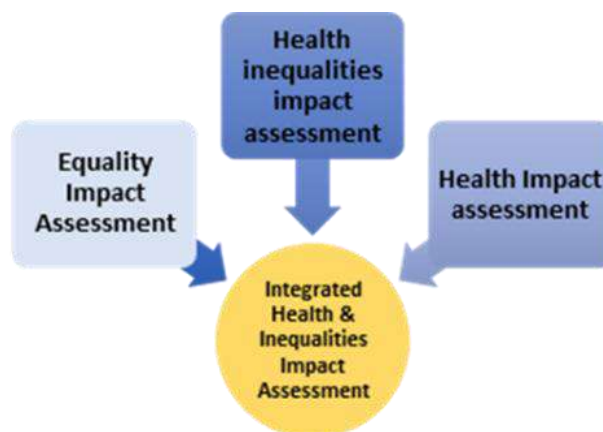 Health
inequalities
impact
assessment
Equality
Impact
Assessment
Health Impact
assessment
Integrated
Health &
Inequalities
Impact
Assessment